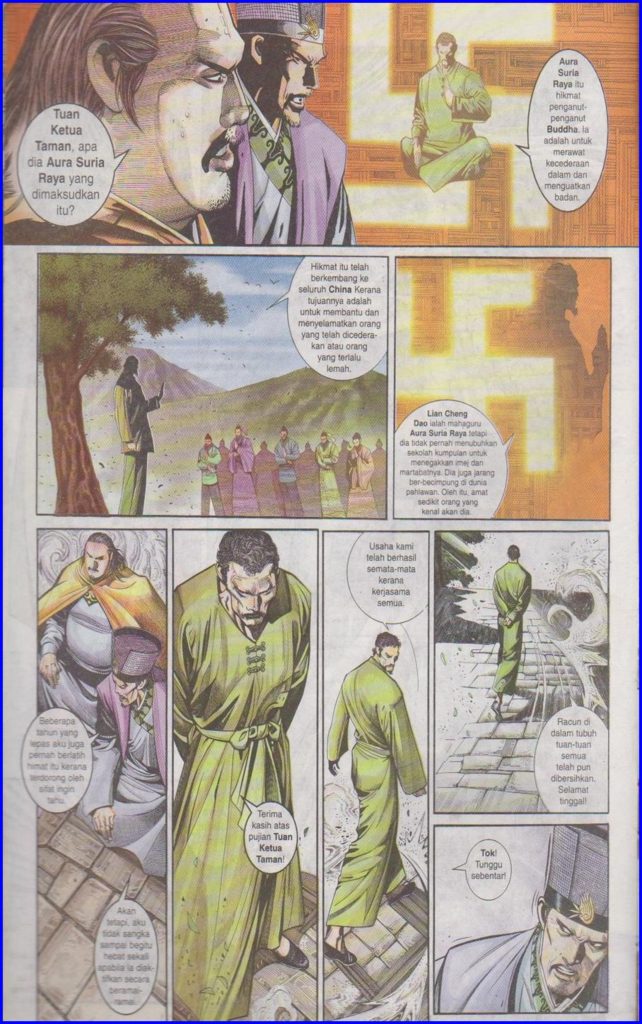 Tuan
Ketua
Taman, apa
dia Aura Suria
Raya yang
dimaksudkan
itu?
Aura
Suria
Raya itu
hikmat
penganut-
penganut
Buddha. Ia
adalah untuk
merawat
kecederaan
dalam dan
menguatkan
badan.
Hikmat itu telah
berkembang ke
seluruh China Kerana
tujuannya adalah
untuk membantu dan
menyelamatkan orang
yang telah dicedera-
kan atau orang
yang terlalu
lemah.
Lian Cheng
Dao ialah mahaguru
Aura Suria Raya tetapi
dia tidak pernah menubuhkan
sekolah kumpulan untuk
menegakkan imej dan
martabatnya. Dia juga jarang
ber-becimpung di dunia
pahlawan. Oleh itu, amat
sedikit orang yang
kenal akan dia.
Beberapa
tahun yang
lepas aku juga
pernah berlatih
himat itu kerana
terdorong oleh
sifat ingin
tahu.
Akan
tetapi, aku
tidak sangka
sampai begitu
hebat sekali
apabila ia diak-
tifkan secara
beramai-
ramai.
Terima
kasih atas
pujian Tuan
Ketua
Taman!
Usaha kami
telah berhasil
semata-mata
kerana
kerjasama
semua.
Racun di
dalam tubuh
tuan-tuan
semua
telah pun
dibersihkan.
Selamat
tinggal!
Tok!
Tunggu
sebentar!